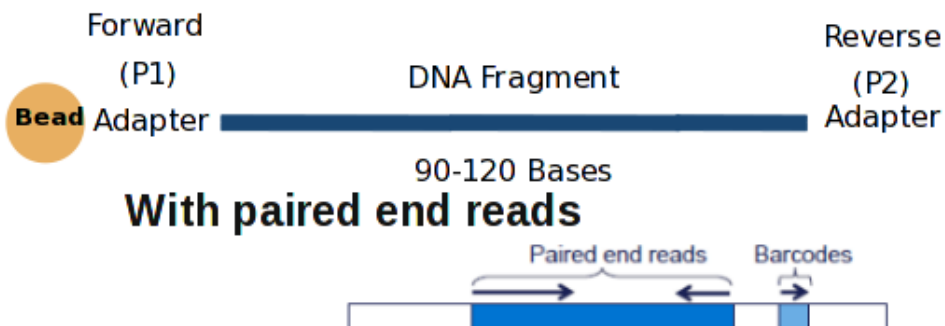 Forward
(P1)
Adapter
Bead
DNA Fragment
90-120 Bases
Reverse
(P2)
Adapter
With paired end reads
Paired end reads
Barcodes